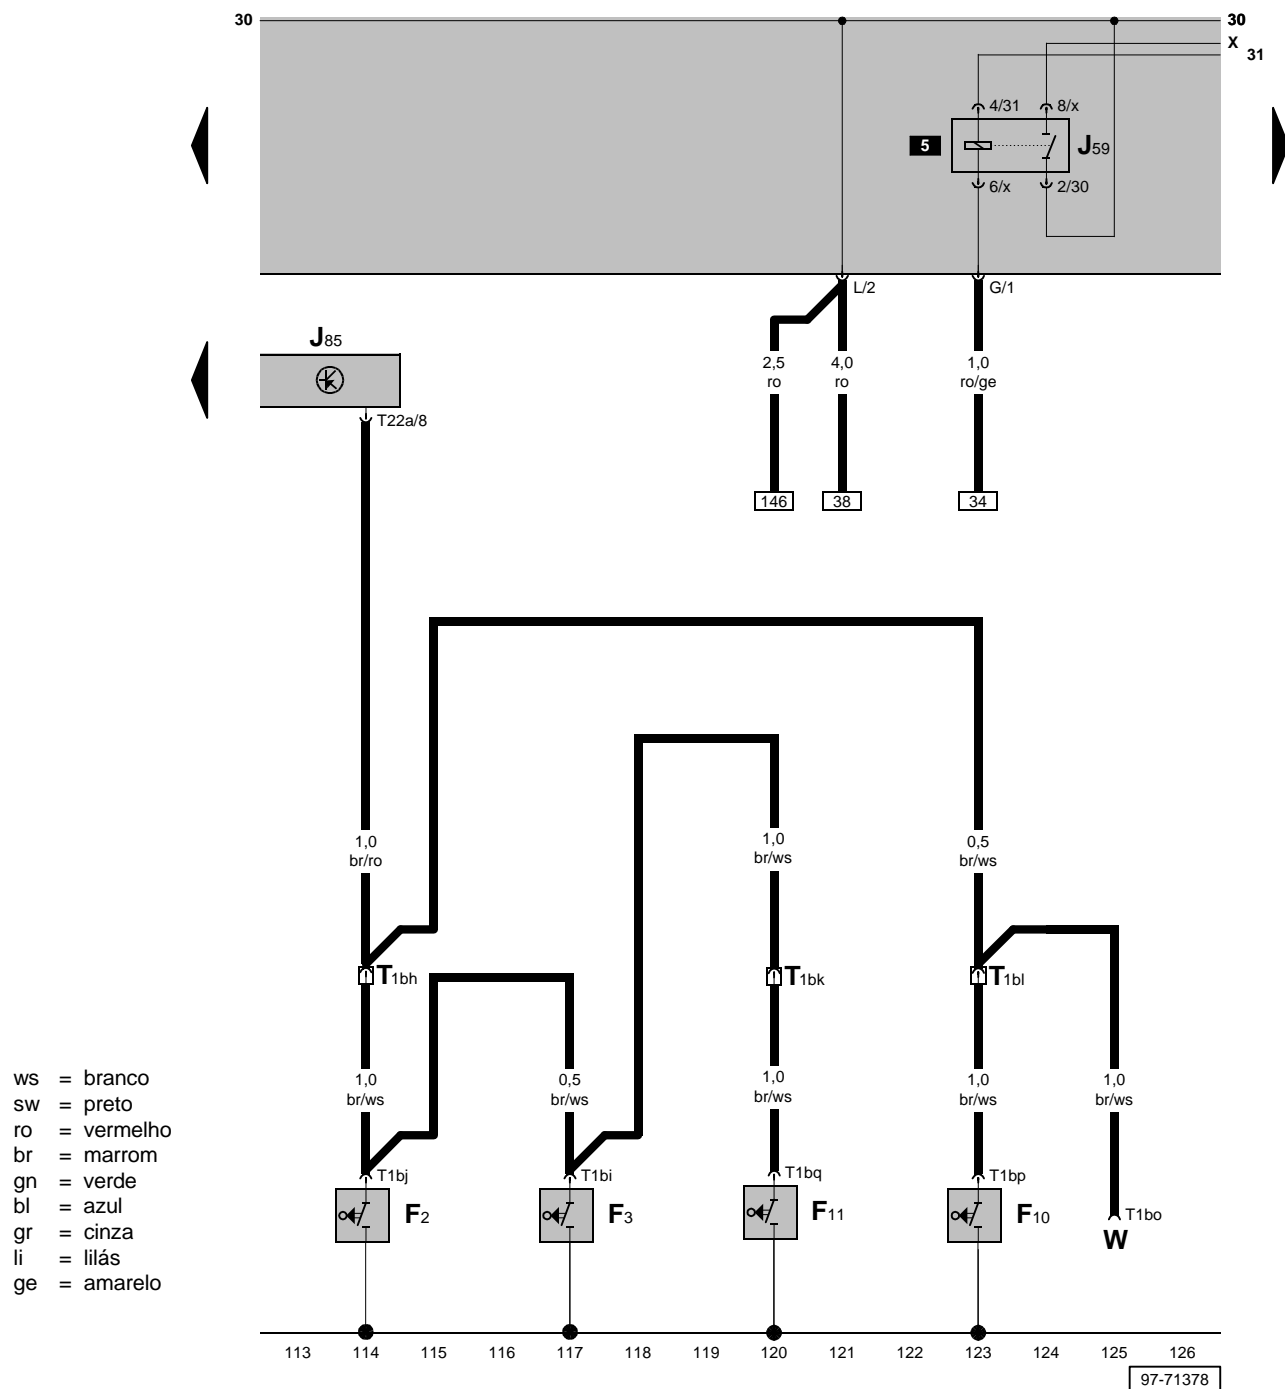 30
30
X
31
4/31
8/x
5
J59
6/x
2/30
L/2
G/1
J85
T22a/8
2,5
ro
4,0
ro
1,0
ro/ge
146
38
34
1,0
br/ro
1,0
br/ws
0,5
br/ws
T1bh
T1bk
T1bl
1,0
br/ws
0,5
br/ws
1,0
br/ws
1,0
br/ws
1,0
br/ws
ws = branco
sw = preto
ro = vermelho
br = marrom
gn = verde
bl = azul
gr = cinza
li = lilás
ge = amarelo
T1bj
T1bi
T1bq
T1bp
T1bo
F2
F3
F11
F10
W
113 114 115 116 117 118 119 120 121 122 123 124 125 126
97-71378